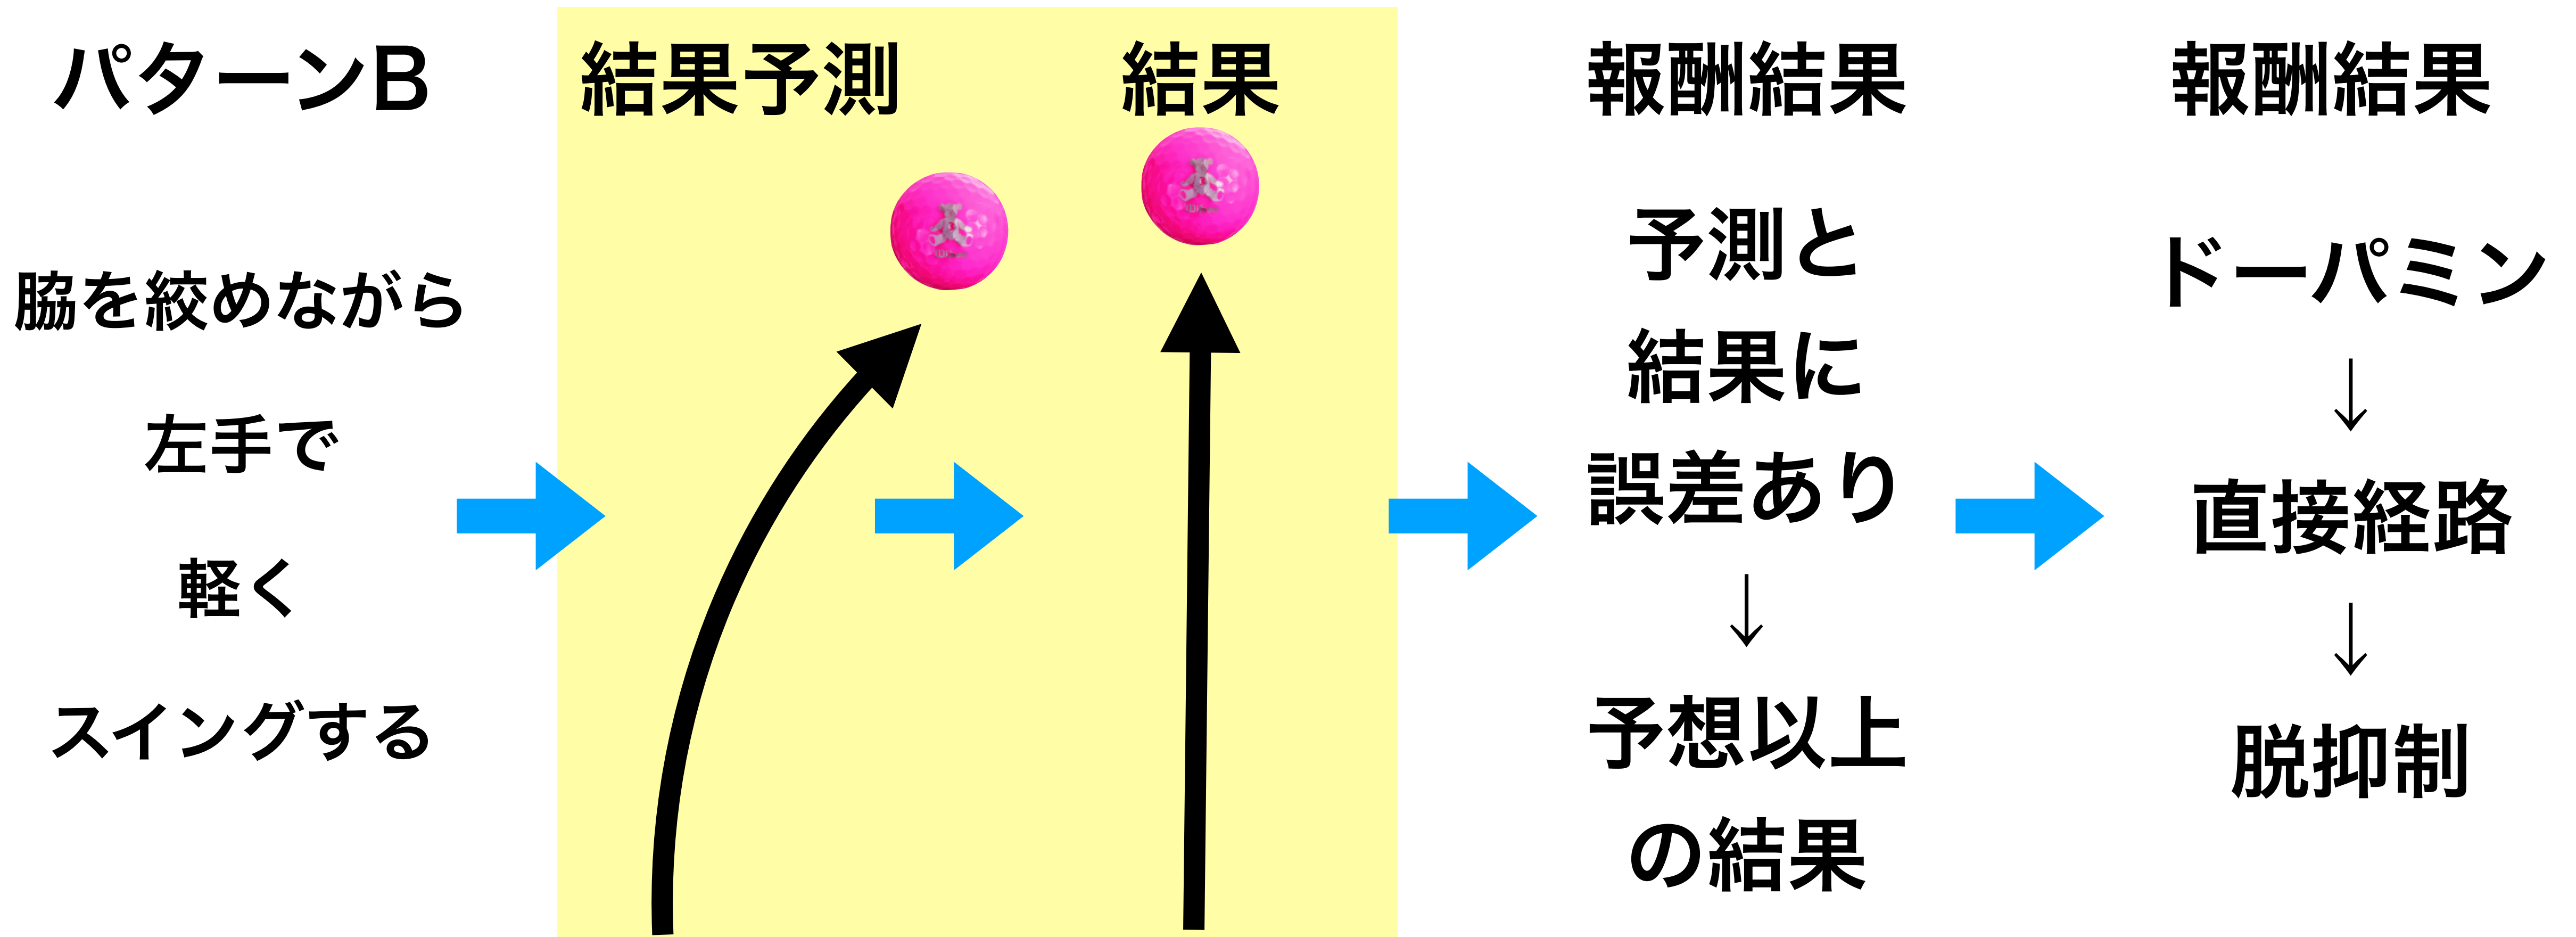 パターンB
脇を絞めながら
左手で
軽く
スイングする
結果予測
結果
報酬結果
予測と
結果に
誤差あり
↓
予想以上
の結果
報酬結果
ドーパミン
↓
直接経路
↓
脱抑制